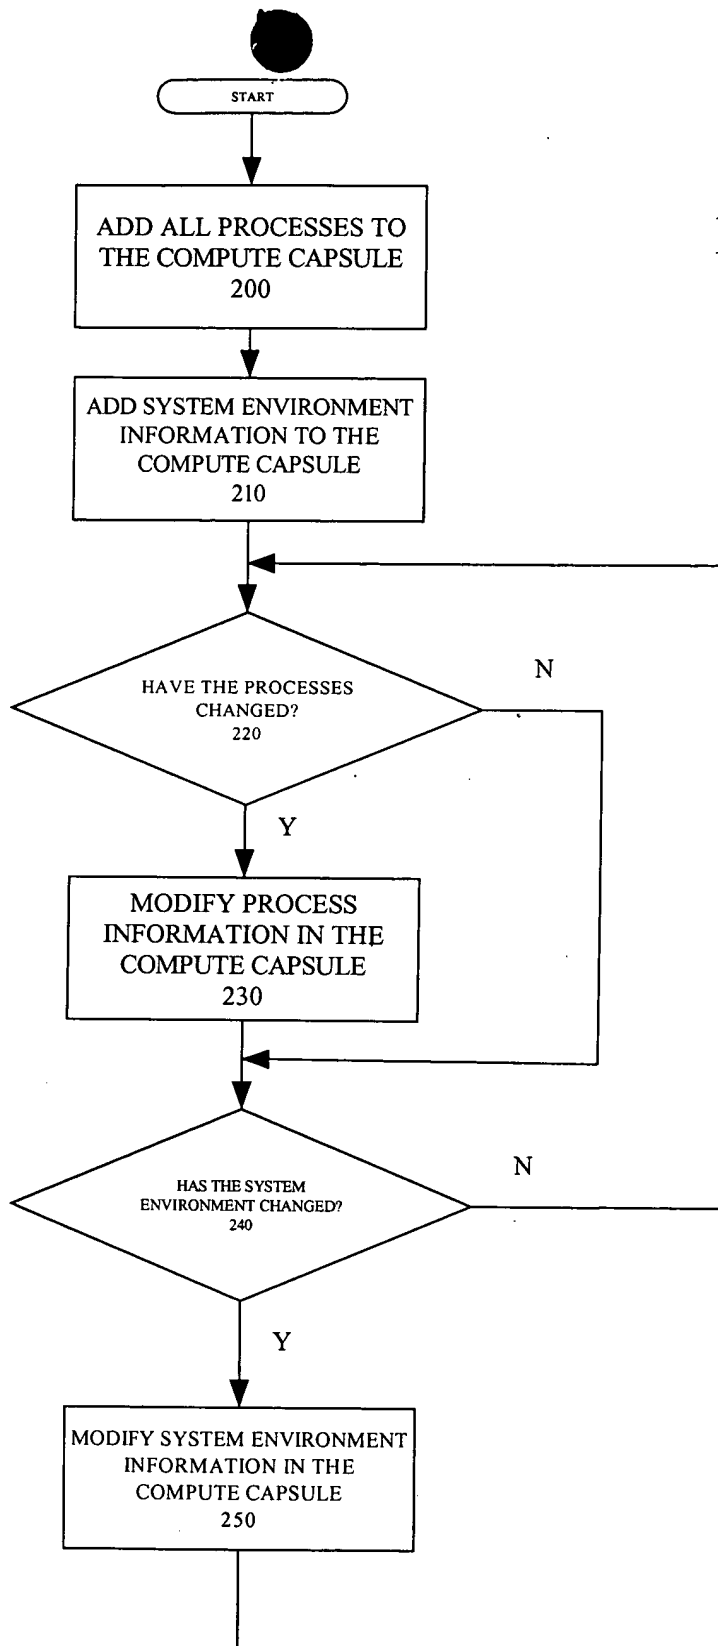 START
ADD ALL PROCESSES TO
THE COMPUTE CAPSULE
200
ADD SYSTEM ENVIRONMENT
INFORMATION TO THE
COMPUTE CAPSULE
210
HAVE THE PROCESSES
CHANGED?
220
N
Y
MODIFY PROCESS
INFORMATION IN THE
COMPUTE CAPSULE
230
HAS THE SYSTEM
ENVIRONMENT CHANGED?
240
N
Y
MODIFY SYSTEM ENVIRONMENT
INFORMATION IN THE
COMPUTE CAPSULE
250